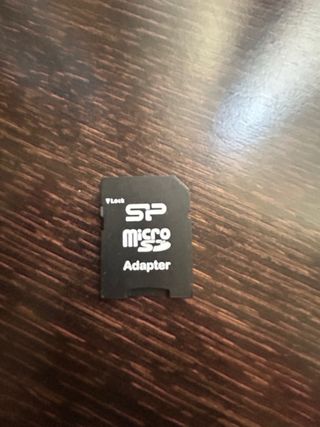 Lock
SP
micro
SD
Adapter